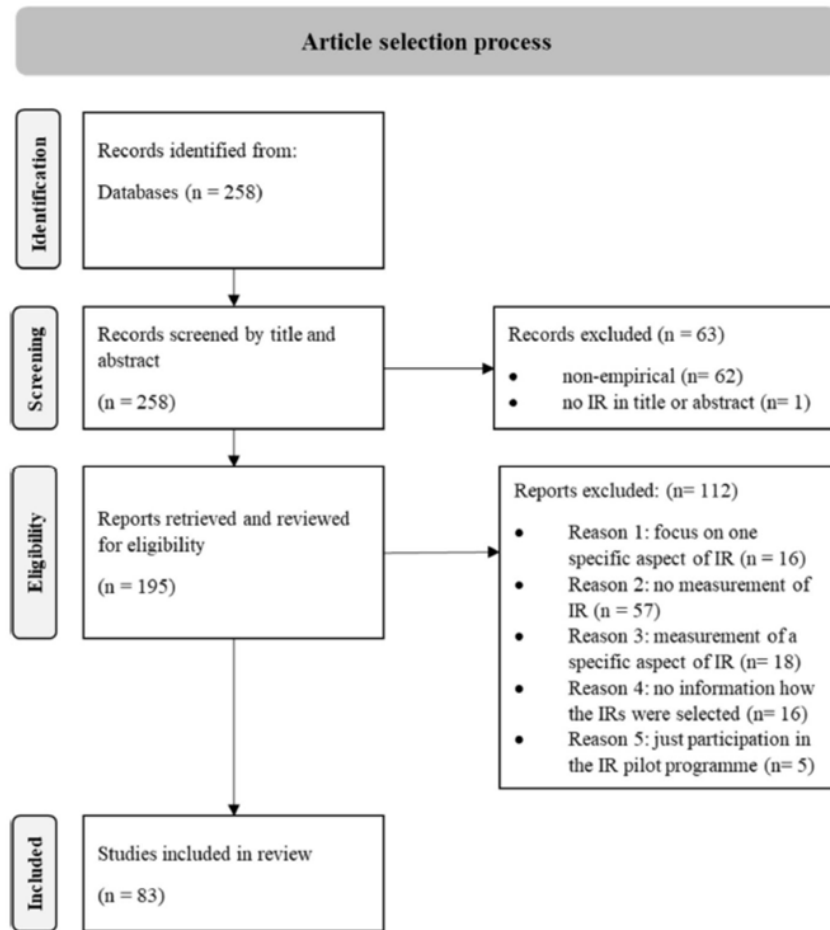 Article selection process
Identification
Records identified from:
Databases (n = 258)
Screening
Records screened by title and
abstract
(n = 258)
Records excluded (n = 63)
• non-empirical (n= 62)
• no IR in title or abstract (n= 1)
Eligibility
Reports retrieved and reviewed
for eligibility
(n = 195)
Reports excluded: (n= 112)
• Reason 1: focus on one
specific aspect of IR (n = 16)
• Reason 2: no measurement of
IR (n = 57)
• Reason 3: measurement of a
specific aspect of IR (n= 18)
• Reason 4: no information how
the IRs were selected (n= 16)
• Reason 5: just participation in
the IR pilot programme (n= 5)
Included
Studies included in review
(n = 83)